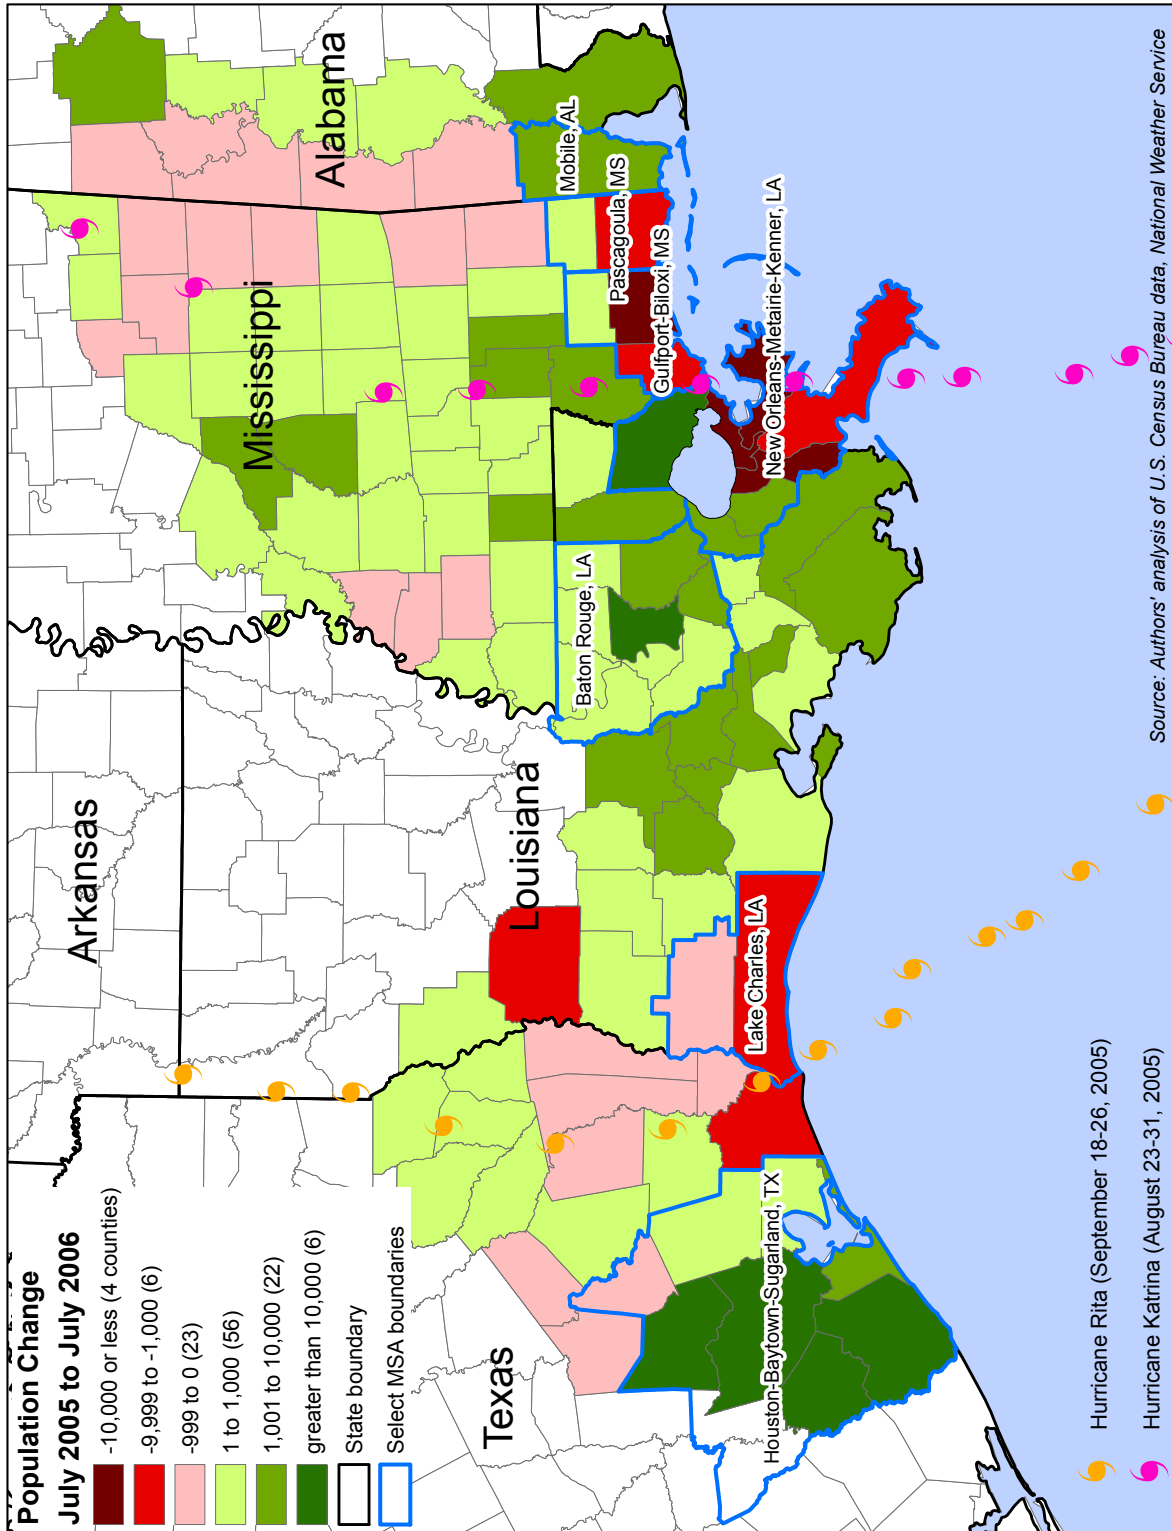 Population Change
July 2005 to July 2006
-10,000 or less (4 counties)
-9,999 to -1,000 (6)
-999 to 0 (23)
1 to 1,000 (56)
1,001 to 10,000 (22)
greater than 10,000 (6)
State boundary
Select MSA boundaries
Arkansas
Mississippi
Alabama
Louisiana
Texas
Mobile, AL
Pascagoula, MS
Gulfport-Biloxi, MS
New Orleans-Metairie-Kenner, LA
Baton Rouge, LA
Lake Charles, LA
Houston-Baytown-Sugarland, TX
Hurricane Rita (September 18-26, 2005)
Hurricane Katrina (August 23-31, 2005)
Source: Authors' analysis of U.S. Census Bureau data, National Weather Service